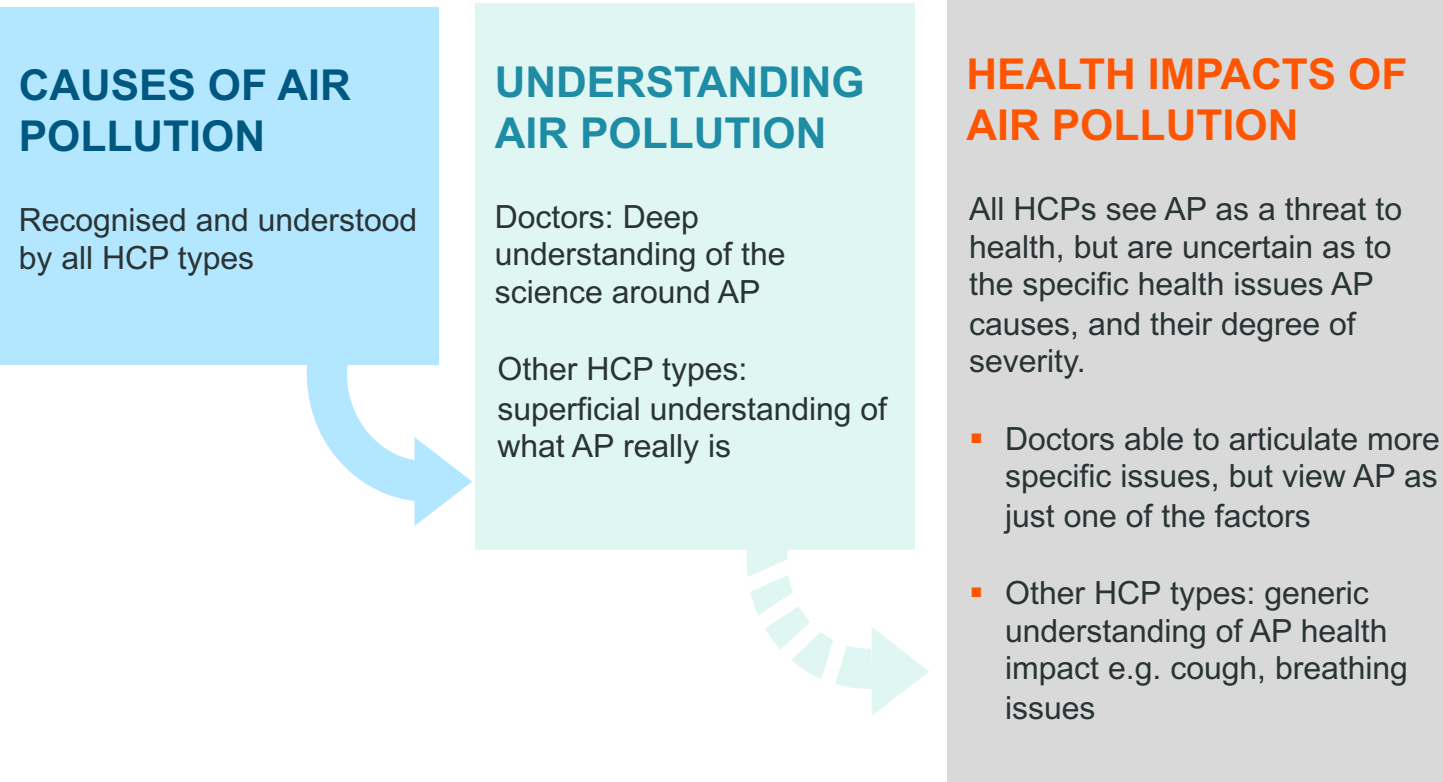 CAUSES OF AIR
POLLUTION
Recognised and understood
by all HCP types
UNDERSTANDING
AIR POLLUTION
Doctors: Deep
understanding of the
science around AP
Other HCP types:
superficial understanding of
what AP really is
HEALTH IMPACTS OF
AIR POLLUTION
All HCPs see AP as a threat to
health, but are uncertain as to
the specific health issues AP
causes, and their degree of
severity.
▪ Doctors able to articulate more
specific issues, but view AP as
just one of the factors
▪ Other HCP types: generic
understanding of AP health
impact e.g. cough, breathing
issues